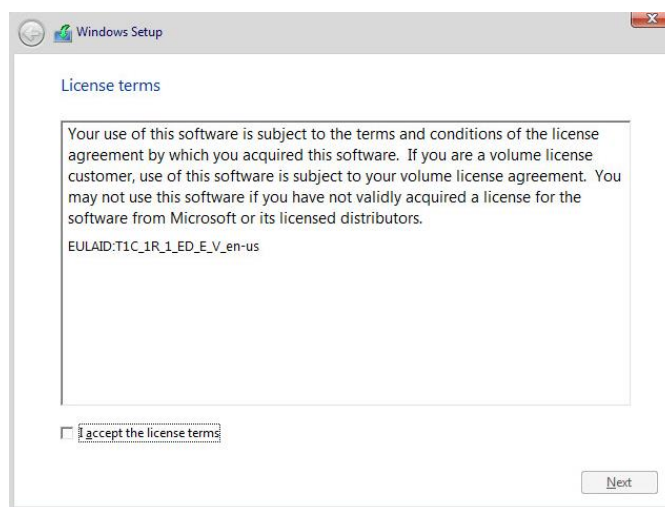 Windows Setup
License terms
Your use of this software is subject to the terms and conditions of the license
agreement by which you acquired this software.  If you are a volume license
customer, use of this software is subject to your volume license agreement.  You
may not use this software if you have not validly acquired a license for the
software from Microsoft or its licensed distributors.
EULAID:T1C_1R_1_ED_E_V_en-us
I accept the license terms
Next